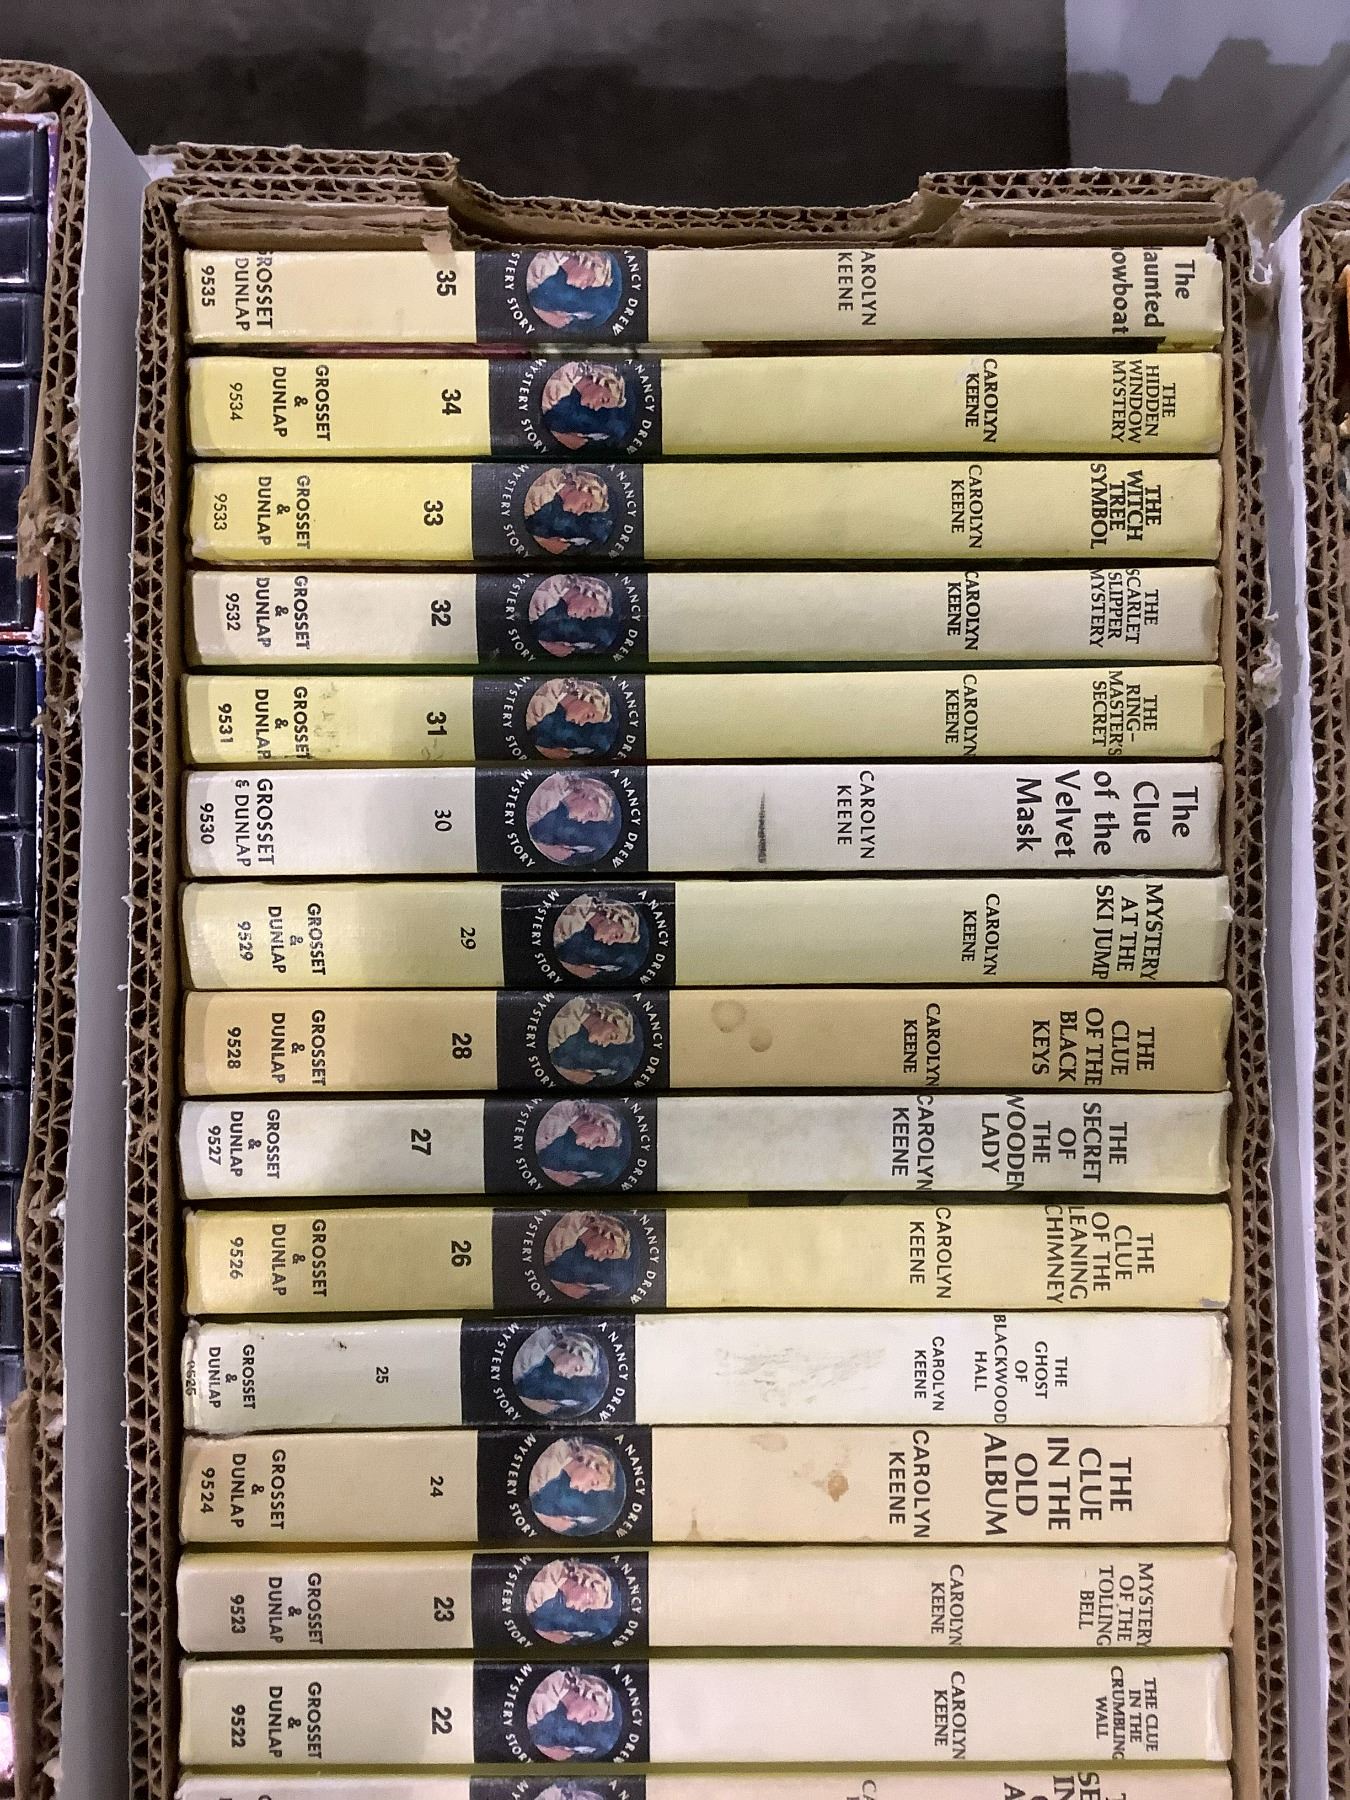 The
Haunted
Showboat
CAROLYN
KEENE
A NANCY DREW
MYSTERY STORY
35
GROSSET
DUNLAP
9535
THE
HIDDEN
WINDOW
MYSTERY
CAROLYN
KEENE
A NANCY DREW
MYSTERY STORY
34
GROSSET
&
DUNLAP
9534
THE
WITCH
TREE
SYMBOL
CAROLYN
KEENE
A NANCY DREW
MYSTERY STORY
33
GROSSET
&
DUNLAP
9533
THE
SCARLET
SLIPPER
MYSTERY
CAROLYN
KEENE
A NANCY DREW
MYSTERY STORY
32
GROSSET
&
DUNLAP
9532
THE
RING-
MASTER'S
SECRET
CAROLYN
KEENE
A NANCY DREW
MYSTERY STORY
31
GROSSET
&
DUNLAP
9531
The
Clue
of the
Velvet
Mask
CAROLYN
KEENE
A NANCY DREW
MYSTERY STORY
30
GROSSET
& DUNLAP
9530
MYSTERY
AT THE
SKI JUMP
CAROLYN
KEENE
A NANCY DREW
MYSTERY STORY
29
GROSSET
&
DUNLAP
9529
THE
CLUE
OF THE
BLACK
KEYS
CAROLYN
KEENE
A NANCY DREW
MYSTERY STORY
28
GROSSET
&
DUNLAP
9528
THE
SECRET
OF
THE
WOODEN
LADY
CAROLYN
KEENE
A NANCY DREW
MYSTERY STORY
27
GROSSET
&
DUNLAP
9527
THE
CLUE
OF THE
LEANING
CHIMNEY
CAROLYN
KEENE
A NANCY DREW
MYSTERY STORY
26
GROSSET
&
DUNLAP
9526
THE
GHOST
OF
BLACKWOOD
HALL
CAROLYN
KEENE
A NANCY DREW
MYSTERY STORY
25
GROSSET
&
DUNLAP
9525
THE
CLUE
IN THE
OLD
ALBUM
CAROLYN
KEENE
A NANCY DREW
MYSTERY STORY
24
GROSSET
&
DUNLAP
9524
MYSTERY
OF THE
TOLLING
BELL
CAROLYN
KEENE
A NANCY DREW
MYSTERY STORY
23
GROSSET
&
DUNLAP
9523
THE CLUE
IN THE
CRUMBLING
WALL
CAROLYN
KEENE
A NANCY DREW
MYSTERY STORY
22
GROSSET
&
DUNLAP
9522